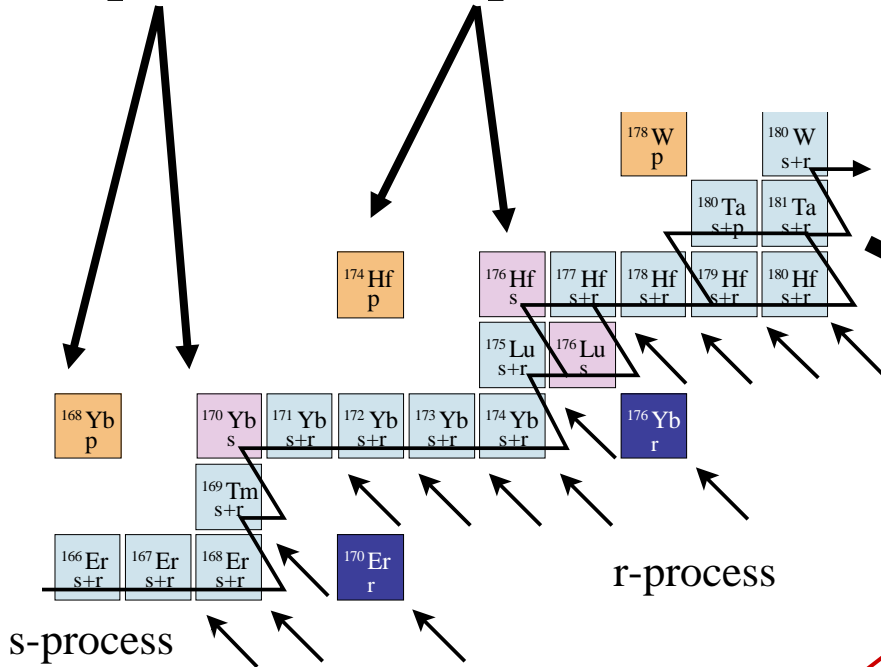 ¹⁷⁸W
p
¹⁸⁰W
s+r
¹⁸⁰Ta
s+p
¹⁸¹Ta
s+r
¹⁷⁴Hf
p
¹⁷⁶Hf
s
¹⁷⁷Hf
s+r
¹⁷⁸Hf
s+r
¹⁷⁹Hf
s+r
¹⁸⁰Hf
s+r
¹⁷⁵Lu
s+r
¹⁷⁶Lu
s
¹⁶⁸Yb
p
¹⁷⁰Yb
s
¹⁷¹Yb
s+r
¹⁷²Yb
s+r
¹⁷³Yb
s+r
¹⁷⁴Yb
s+r
¹⁷⁶Yb
r
¹⁶⁹Tm
s+r
¹⁶⁶Er
s+r
¹⁶⁷Er
s+r
¹⁶⁸Er
s+r
¹⁷⁰Er
r
r-process
s-process